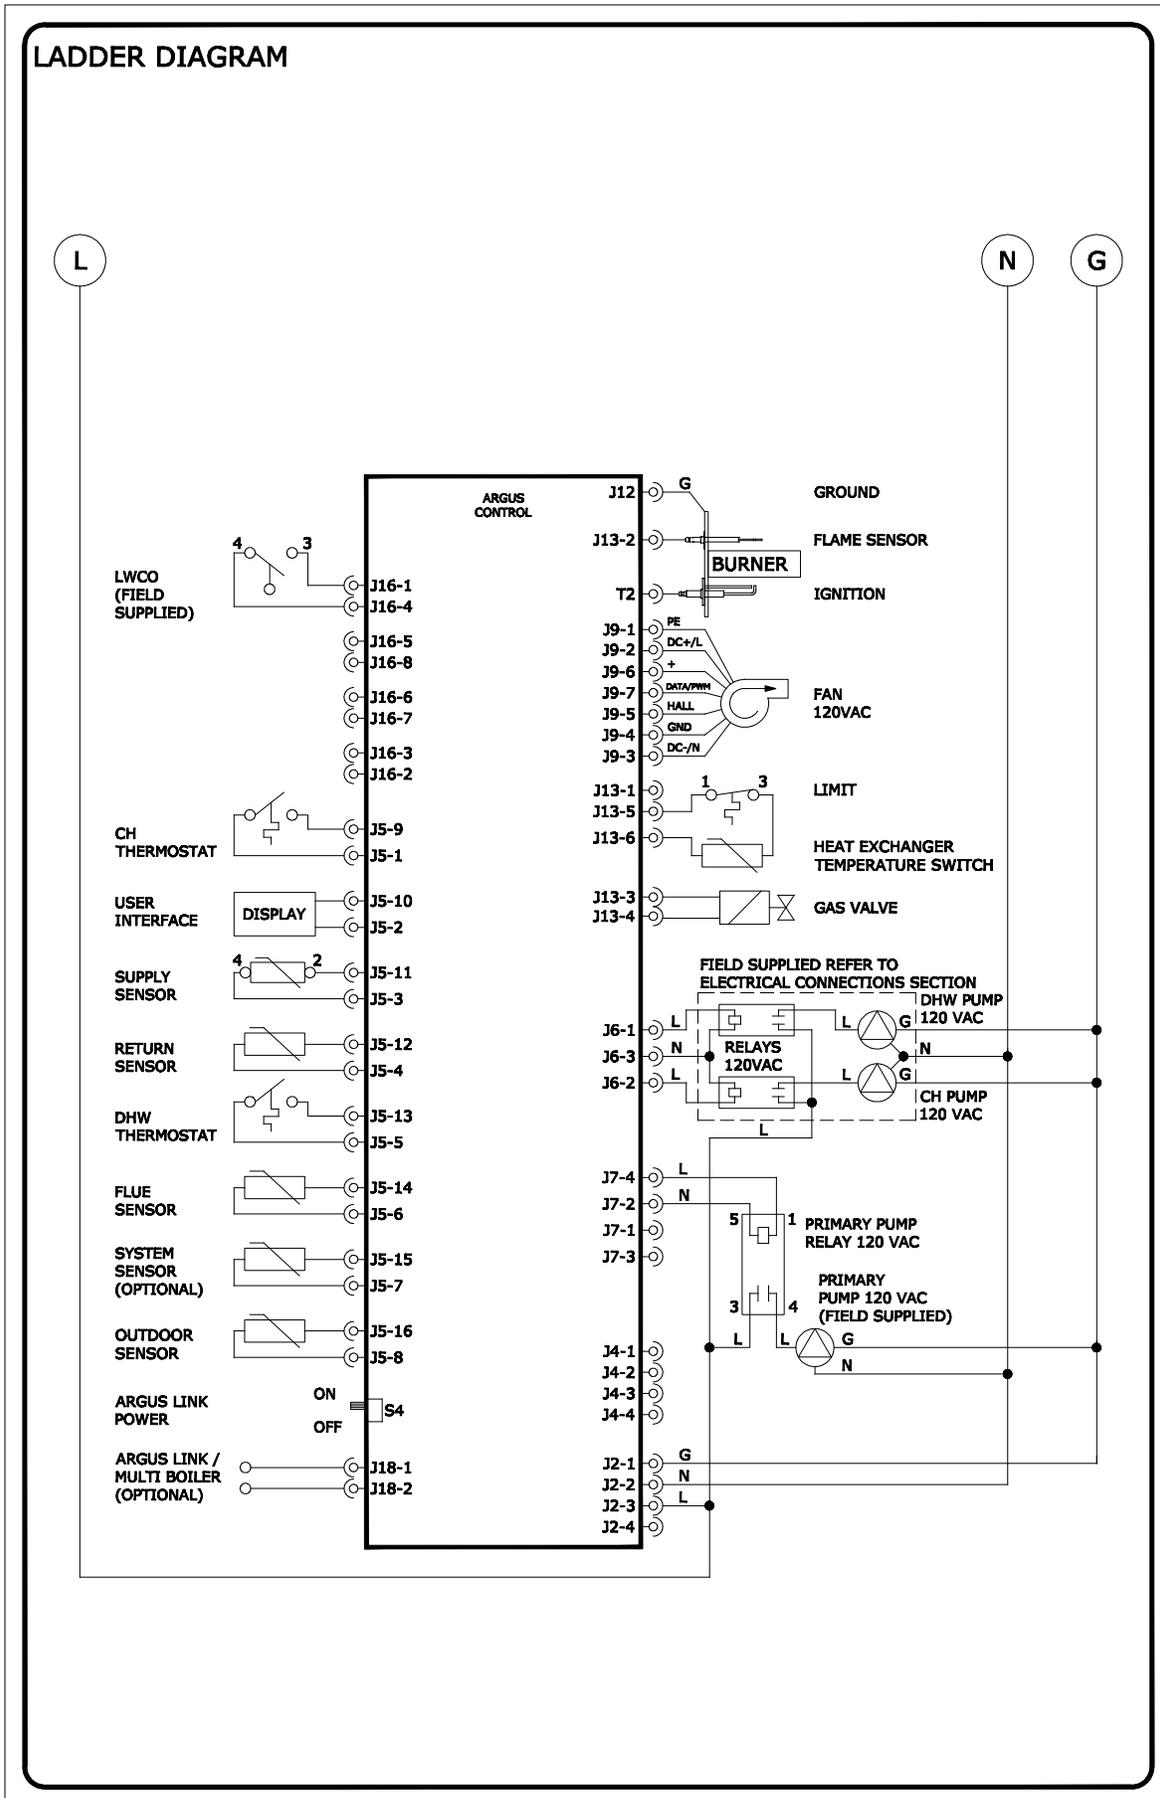 LADDER DIAGRAM
L
N
G
ARGUS
CONTROL
LWCO
(FIELD
SUPPLIED)
4
3
J16-1
J16-4
J16-5
J16-8
J16-6
J16-7
J16-3
J16-2
CH
THERMOSTAT
J5-9
J5-1
USER
INTERFACE
DISPLAY
J5-10
J5-2
SUPPLY
SENSOR
4
2
J5-11
J5-3
RETURN
SENSOR
J5-12
J5-4
DHW
THERMOSTAT
J5-13
J5-5
FLUE
SENSOR
J5-14
J5-6
SYSTEM
SENSOR
(OPTIONAL)
J5-15
J5-7
OUTDOOR
SENSOR
J5-16
J5-8
ARGUS LINK
POWER
ON
OFF
S4
ARGUS LINK /
MULTI BOILER
(OPTIONAL)
J18-1
J18-2
J12
G
GROUND
J13-2
FLAME SENSOR
BURNER
T2
IGNITION
J9-1
PE
J9-2
DC+/L
J9-6
+
J9-7
DATA/PWM
J9-5
HALL
J9-4
GND
J9-3
DC-/N
FAN
120VAC
J13-1
J13-5
J13-6
1
3
LIMIT
HEAT EXCHANGER
TEMPERATURE SWITCH
J13-3
J13-4
GAS VALVE
FIELD SUPPLIED REFER TO
ELECTRICAL CONNECTIONS SECTION
DHW PUMP
120 VAC
J6-1
L
L
G
J6-3
N
RELAYS
120VAC
N
J6-2
L
L
G
CH PUMP
120 VAC
L
J7-4
L
J7-2
N
J7-1
J7-3
5
1
PRIMARY PUMP
RELAY 120 VAC
3
4
PRIMARY
PUMP 120 VAC
(FIELD SUPPLIED)
L
L
G
N
J4-1
J4-2
J4-3
J4-4
J2-1
G
J2-2
N
J2-3
L
J2-4